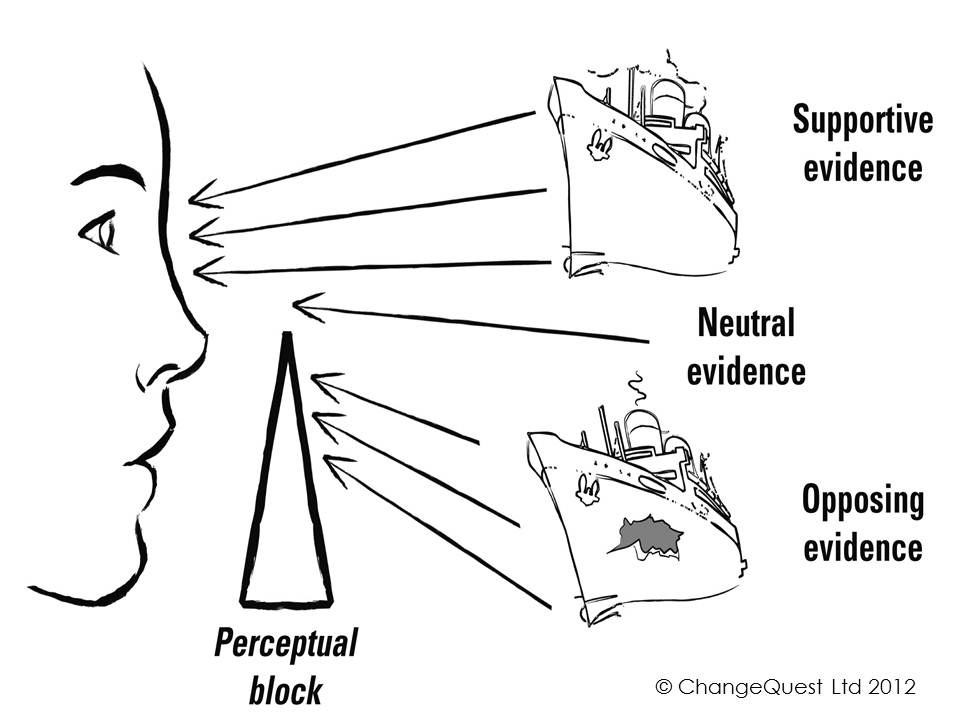 Supportive
evidence
Neutral
evidence
Opposing
evidence
Perceptual
block
© ChangeQuest Ltd 2012